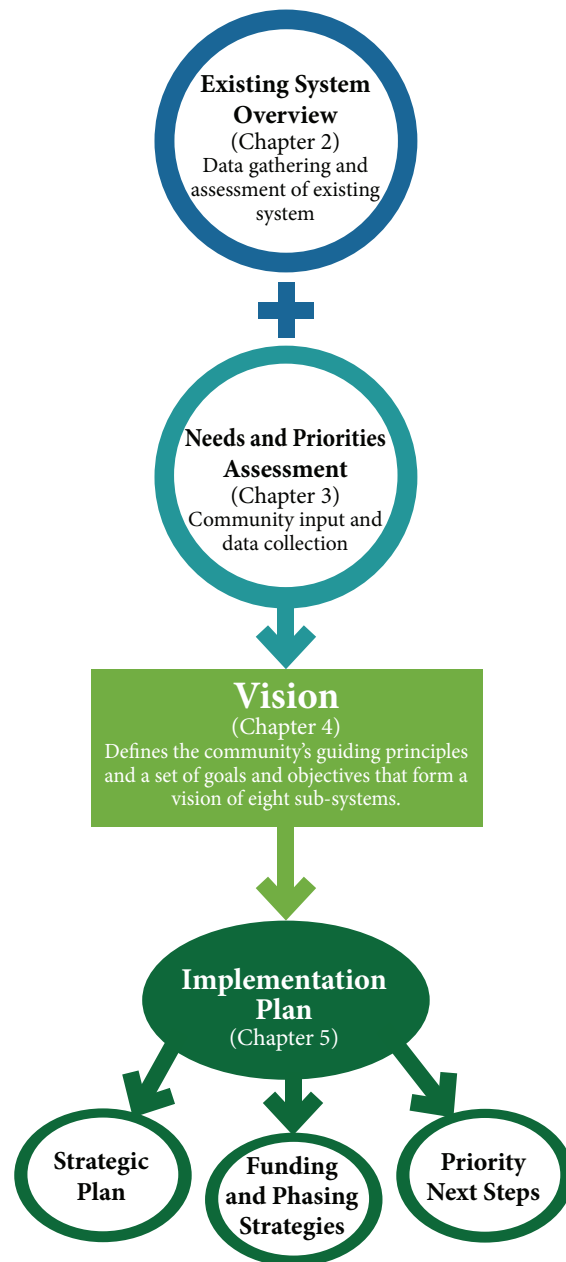 Existing System
Overview
(Chapter 2)
Data gathering and
assessment of existing
system
Needs and Priorities
Assessment
(Chapter 3)
Community input and
data collection
Vision
(Chapter 4)
Defines the community’s guiding principles
and a set of goals and objectives that form a
vision of eight sub-systems.
Implementation
Plan
(Chapter 5)
Strategic
Plan
Funding
and Phasing
Strategies
Priority
Next Steps